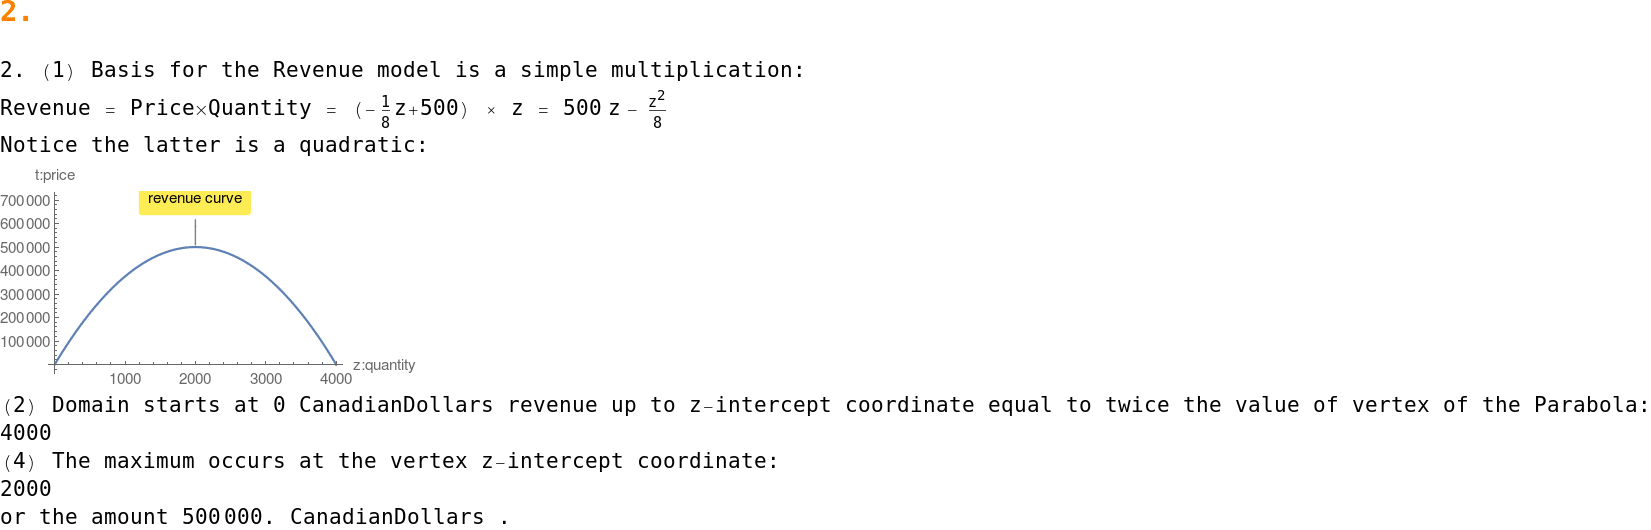 2.
2. (1) Basis for the Revenue model is a simple multiplication:
Revenue = Price×Quantity = (-1/8 z+500) × z = 500 z - z²/8
Notice the latter is a quadratic:
t:price
revenue curve
700 000
600 000
500 000
400 000
300 000
200 000
100 000
z:quantity
1000 2000 3000 4000
(2) Domain starts at 0 CanadianDollars revenue up to z-intercept coordinate equal to twice the value of vertex of the Parabola:
4000
(4) The maximum occurs at the vertex z-intercept coordinate:
2000
or the amount 500 000. CanadianDollars .